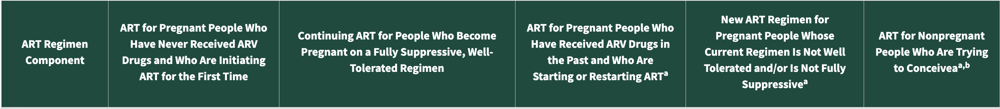 ART Regimen
Component
ART for Pregnant People Who
Have Never Received ARV
Drugs and Who Are Initiating
ART for the First Time
Continuing ART for People Who Become
Pregnant on a Fully Suppressive, Well-
Tolerated Regimen
ART for Pregnant People Who
Have Received ARV Drugs in
the Past and Who Are
Starting or Restarting ARTᵃ
New ART Regimen for
Pregnant People Whose
Current Regimen Is Not Well
Tolerated and/or Is Not Fully
Suppressiveᵃ
ART for Nonpregnant
People Who Are Trying
to Conceiveaᵃ,ᵇ